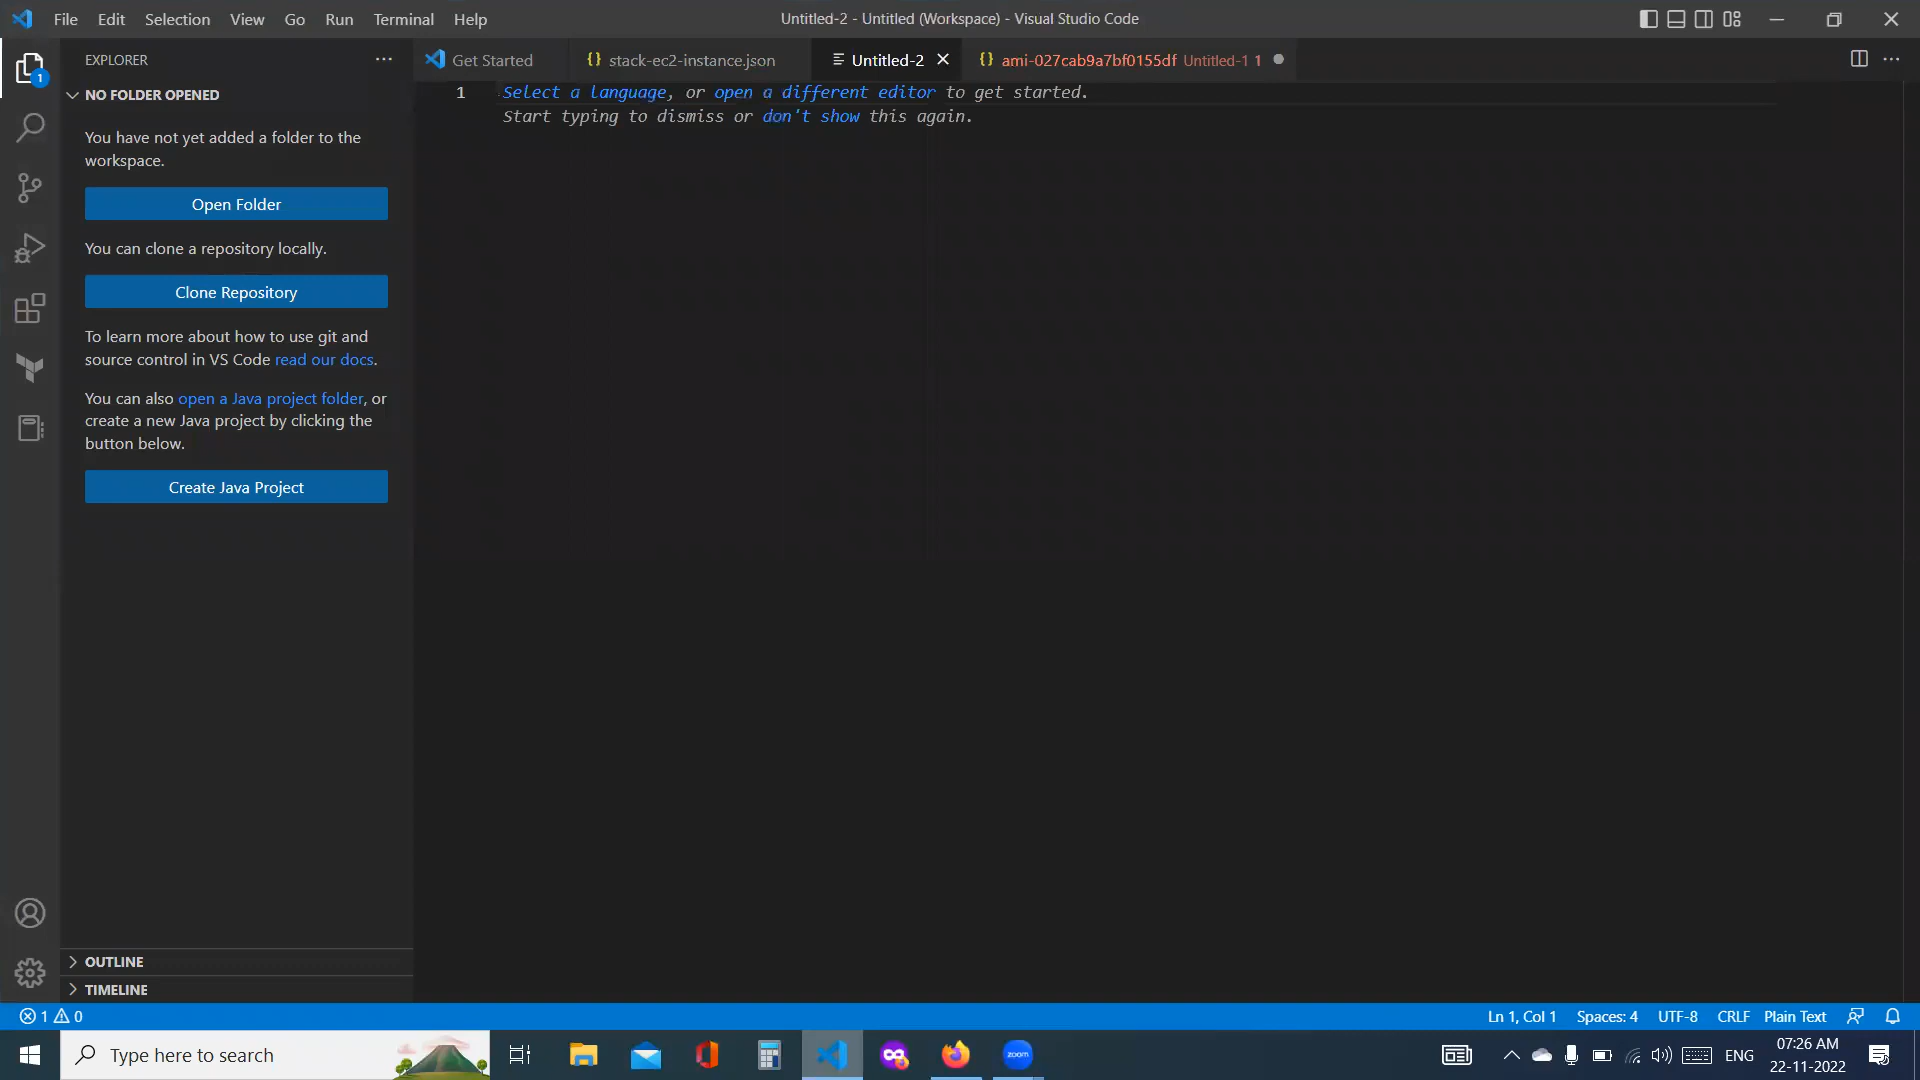 File Edit Selection View Go Run Terminal Help
Untitled-2 - Untitled (Workspace) - Visual Studio Code
EXPLORER
Get Started
{} stack-ec2-instance.json
Untitled-2
{} ami-027cab9a7bf0155df Untitled-1 1
1
NO FOLDER OPENED
1 Select a language, or open a different editor to get started.
Start typing to dismiss or don't show this again.
You have not yet added a folder to the
workspace.
Open Folder
You can clone a repository locally.
Clone Repository
To learn more about how to use git and
source control in VS Code read our docs.
You can also open a Java project folder, or
create a new Java project by clicking the
button below.
Create Java Project
OUTLINE
TIMELINE
1 0
Ln 1, Col 1 Spaces: 4 UTF-8 CRLF Plain Text
Type here to search
zoom
ENG
07:26 AM
22-11-2022